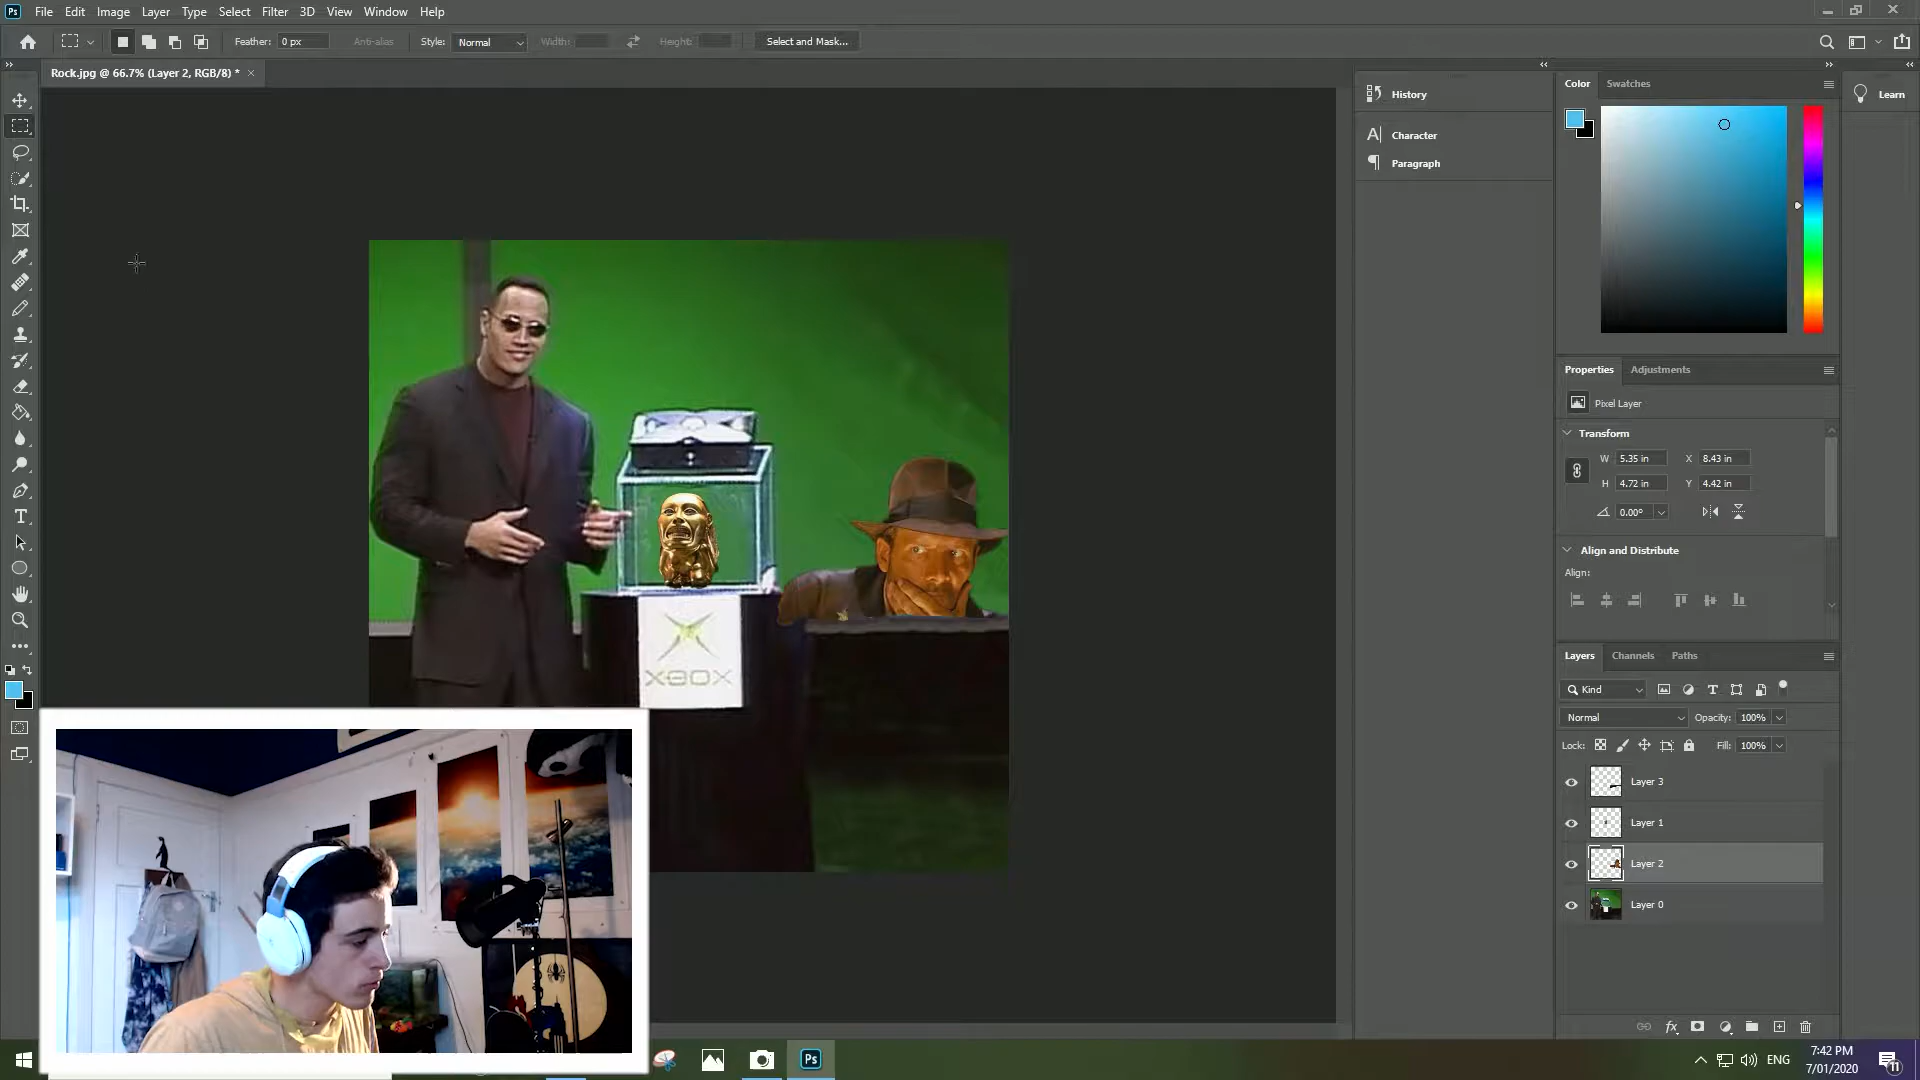 Ps File Edit Image Layer Type Select Filter 3D View Window Help
Feather: 0 px Anti-alias Style: Normal Width: Height: Select and Mask...
Rock.jpg @ 66.7% (Layer 2, RGB/8) * ×
History
Character
Paragraph
Color Swatches
Learn
Properties Adjustments
Pixel Layer
Transform
W 5.35 in X 8.43 in
H 4.72 in Y 4.42 in
0.00°
Align and Distribute
Align:
Layers Channels Paths
Kind
Normal Opacity: 100%
Lock: Fill: 100%
Layer 3
Layer 1
Layer 2
Layer 0
XBOX
Ps
ENG
7:42 PM
7/01/2020
11